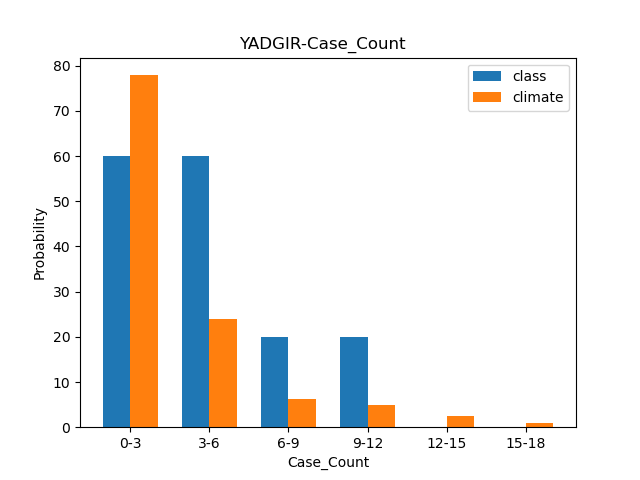 YADGIR-Case_Count
class
climate
Probability
80
70
60
50
40
30
20
10
0
0-3 3-6 6-9 9-12 12-15 15-18
Case_Count